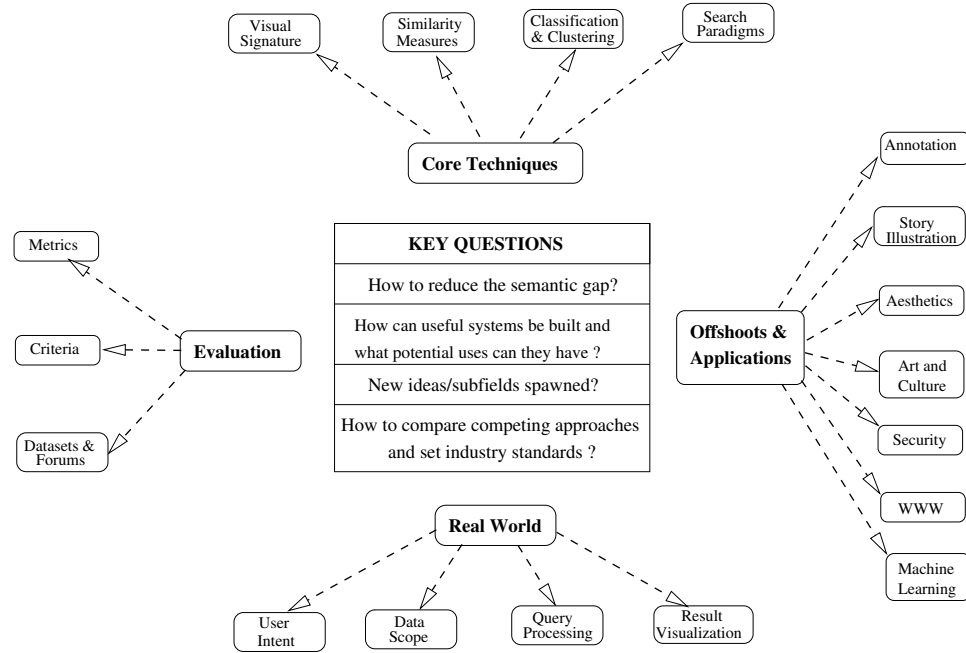 Visual
Signature
Similarity
Measures
Classification
& Clustering
Search
Paradigms
Core Techniques
Annotation
Story
Illustration
Aesthetics
Art and
Culture
Security
WWW
Machine
Learning
Offshoots &
Applications
Metrics
Criteria
Datasets &
Forums
Evaluation
KEY QUESTIONS
How to reduce the semantic gap?
How can useful systems be built and
what potential uses can they have ?
New ideas/subfields spawned?
How to compare competing approaches
and set industry standards ?
Real World
User
Intent
Data
Scope
Query
Processing
Result
Visualization